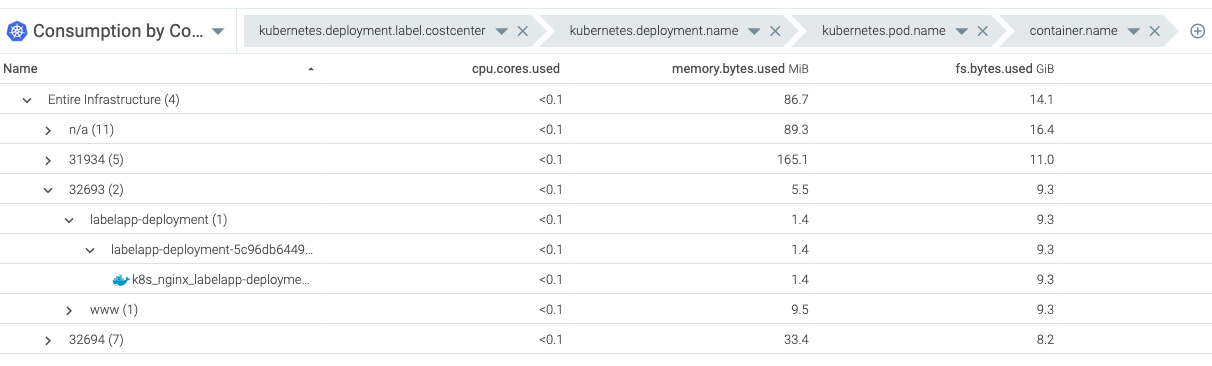 Consumption by Co... kubernetes.deployment.label.costcenter kubernetes.deployment.name kubernetes.pod.name container.name
Name cpu.cores.used memory.bytes.used MiB fs.bytes.used GiB
Entire Infrastructure (4) <0.1 86.7 14.1
n/a (11) <0.1 89.3 16.4
31934 (5) <0.1 165.1 11.0
32693 (2) <0.1 5.5 9.3
labelapp-deployment (1) <0.1 1.4 9.3
labelapp-deployment-5c96db6449... <0.1 1.4 9.3
k8s_nginx_labelapp-deployme... <0.1 1.4 9.3
www (1) <0.1 9.5 9.3
32694 (7) <0.1 33.4 8.2